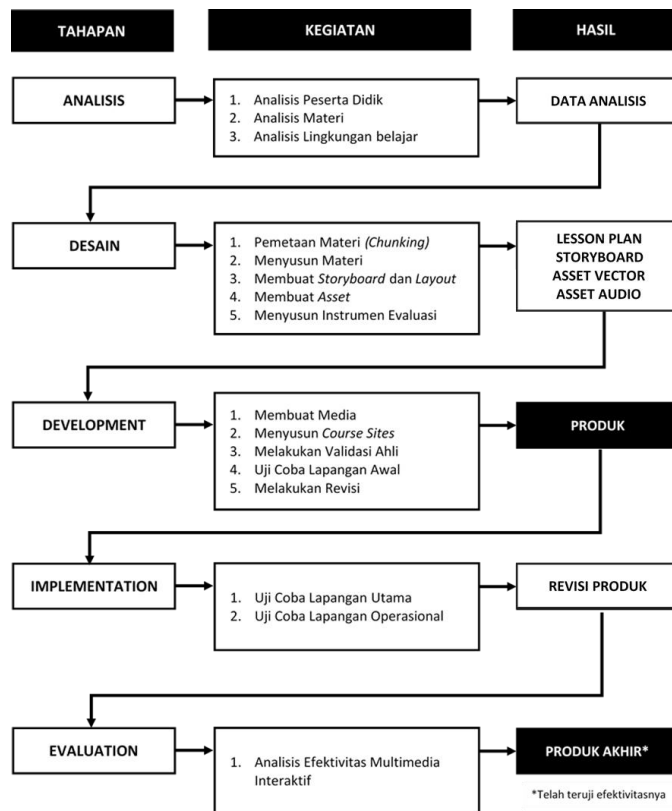 TAHAPAN
KEGIATAN
HASIL
ANALISIS
1. Analisis Peserta Didik
2. Analisis Materi
3. Analisis Lingkungan belajar
DATA ANALISIS
DESAIN
1. Pemetaan Materi (Chunking)
2. Menyusun Materi
3. Membuat Storyboard dan Layout
4. Membuat Asset
5. Menyusun Instrumen Evaluasi
LESSON PLAN
STORYBOARD
ASSET VECTOR
ASSET AUDIO
DEVELOPMENT
1. Membuat Media
2. Menyusun Course Sites
3. Melakukan Validasi Ahli
4. Uji Coba Lapangan Awal
5. Melakukan Revisi
PRODUK
IMPLEMENTATION
1. Uji Coba Lapangan Utama
2. Uji Coba Lapangan Operasional
REVISI PRODUK
EVALUATION
1. Analisis Efektivitas Multimedia
Interaktif
PRODUK AKHIR*
*Telah teruji efektivitasnya